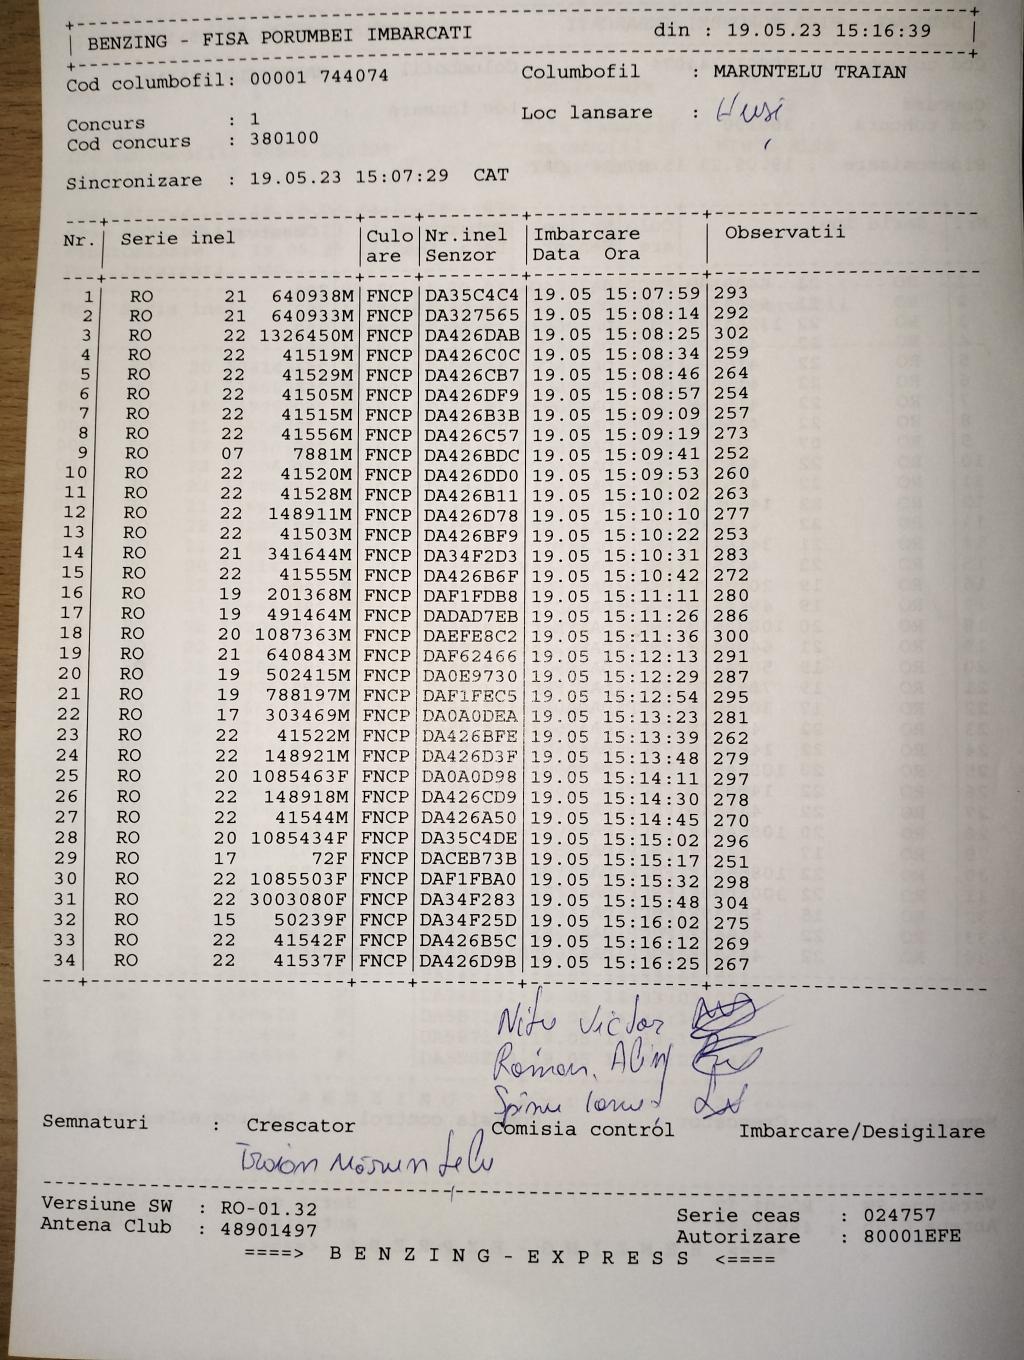 BENZING - FISA PORUMBEI IMBARCATI din : 19.05.23 15:16:39
Cod columbofil: 00001 744074 Columbofil : MARUNTELU TRAIAN
Concurs : 1 Loc lansare : Husi
Cod concurs : 380100
Sincronizare : 19.05.23 15:07:29 CAT
Nr. Serie inel Culo Nr.inel Imbarcare Observatii
are Senzor Data Ora
1 RO 21 640938M FNCP DA35C4C4 19.05 15:07:59 293
2 RO 21 640933M FNCP DA327565 19.05 15:08:14 292
3 RO 22 1326450M FNCP DA426DAB 19.05 15:08:25 302
4 RO 22 41519M FNCP DA426C0C 19.05 15:08:34 259
5 RO 22 41529M FNCP DA426CB7 19.05 15:08:46 264
6 RO 22 41505M FNCP DA426DF9 19.05 15:08:57 254
7 RO 22 41515M FNCP DA426B3B 19.05 15:09:09 257
8 RO 22 41556M FNCP DA426C57 19.05 15:09:19 273
9 RO 07 7881M FNCP DA426BDC 19.05 15:09:41 252
10 RO 22 41520M FNCP DA426DD0 19.05 15:09:53 260
11 RO 22 41528M FNCP DA426B11 19.05 15:10:02 263
12 RO 22 148911M FNCP DA426D78 19.05 15:10:10 277
13 RO 22 41503M FNCP DA426BF9 19.05 15:10:22 253
14 RO 21 341644M FNCP DA34F2D3 19.05 15:10:31 283
15 RO 22 41555M FNCP DA426B6F 19.05 15:10:42 272
16 RO 19 201368M FNCP DAF1FDB8 19.05 15:11:11 280
17 RO 19 491464M FNCP DADAD7EB 19.05 15:11:26 286
18 RO 20 1087363M FNCP DAEFE8C2 19.05 15:11:36 300
19 RO 21 640843M FNCP DAF62466 19.05 15:12:13 291
20 RO 19 502415M FNCP DA0E9730 19.05 15:12:29 287
21 RO 19 788197M FNCP DAF1FEC5 19.05 15:12:54 295
22 RO 17 303469M FNCP DA0A0DEA 19.05 15:13:23 281
23 RO 22 41522M FNCP DA426BFE 19.05 15:13:39 262
24 RO 22 148921M FNCP DA426D3F 19.05 15:13:48 279
25 RO 20 1085463F FNCP DA0A0D98 19.05 15:14:11 297
26 RO 22 148918M FNCP DA426CD9 19.05 15:14:30 278
27 RO 22 41544M FNCP DA426A50 19.05 15:14:45 270
28 RO 20 1085434F FNCP DA35C4DE 19.05 15:15:02 296
29 RO 17 72F FNCP DACEB73B 19.05 15:15:17 251
30 RO 22 1085503F FNCP DAF1FBA0 19.05 15:15:32 298
31 RO 22 3003080F FNCP DA34F283 19.05 15:15:48 304
32 RO 15 50239F FNCP DA34F25D 19.05 15:16:02 275
33 RO 22 41542F FNCP DA426B5C 19.05 15:16:12 269
34 RO 22 41537F FNCP DA426D9B 19.05 15:16:25 267
Nitu Victor
Roman. Alin
Spinu Ionut
Semnaturi : Crescator Comisia control Imbarcare/Desigilare
Traian Maruntelu
Versiune SW : RO-01.32 Serie ceas : 024757
Antena Club : 48901497 Autorizare : 80001EFE
====> B E N Z I N G - E X P R E S S <====